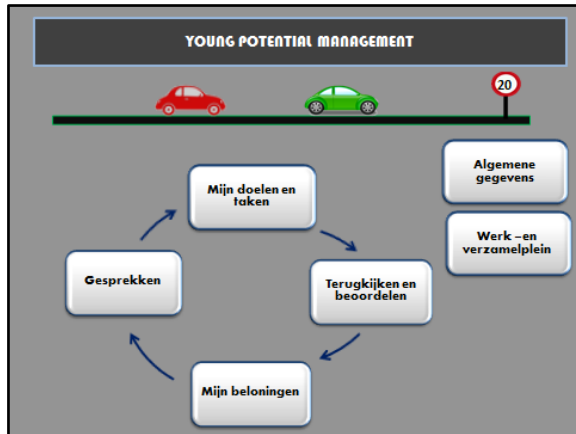 YOUNG POTENTIAL MANAGEMENT
20
Algemene
gegevens
Mijn doelen en
taken
Werk –en
verzamelplein
Gesprekken
Terugkijken en
beoordelen
Mijn beloningen